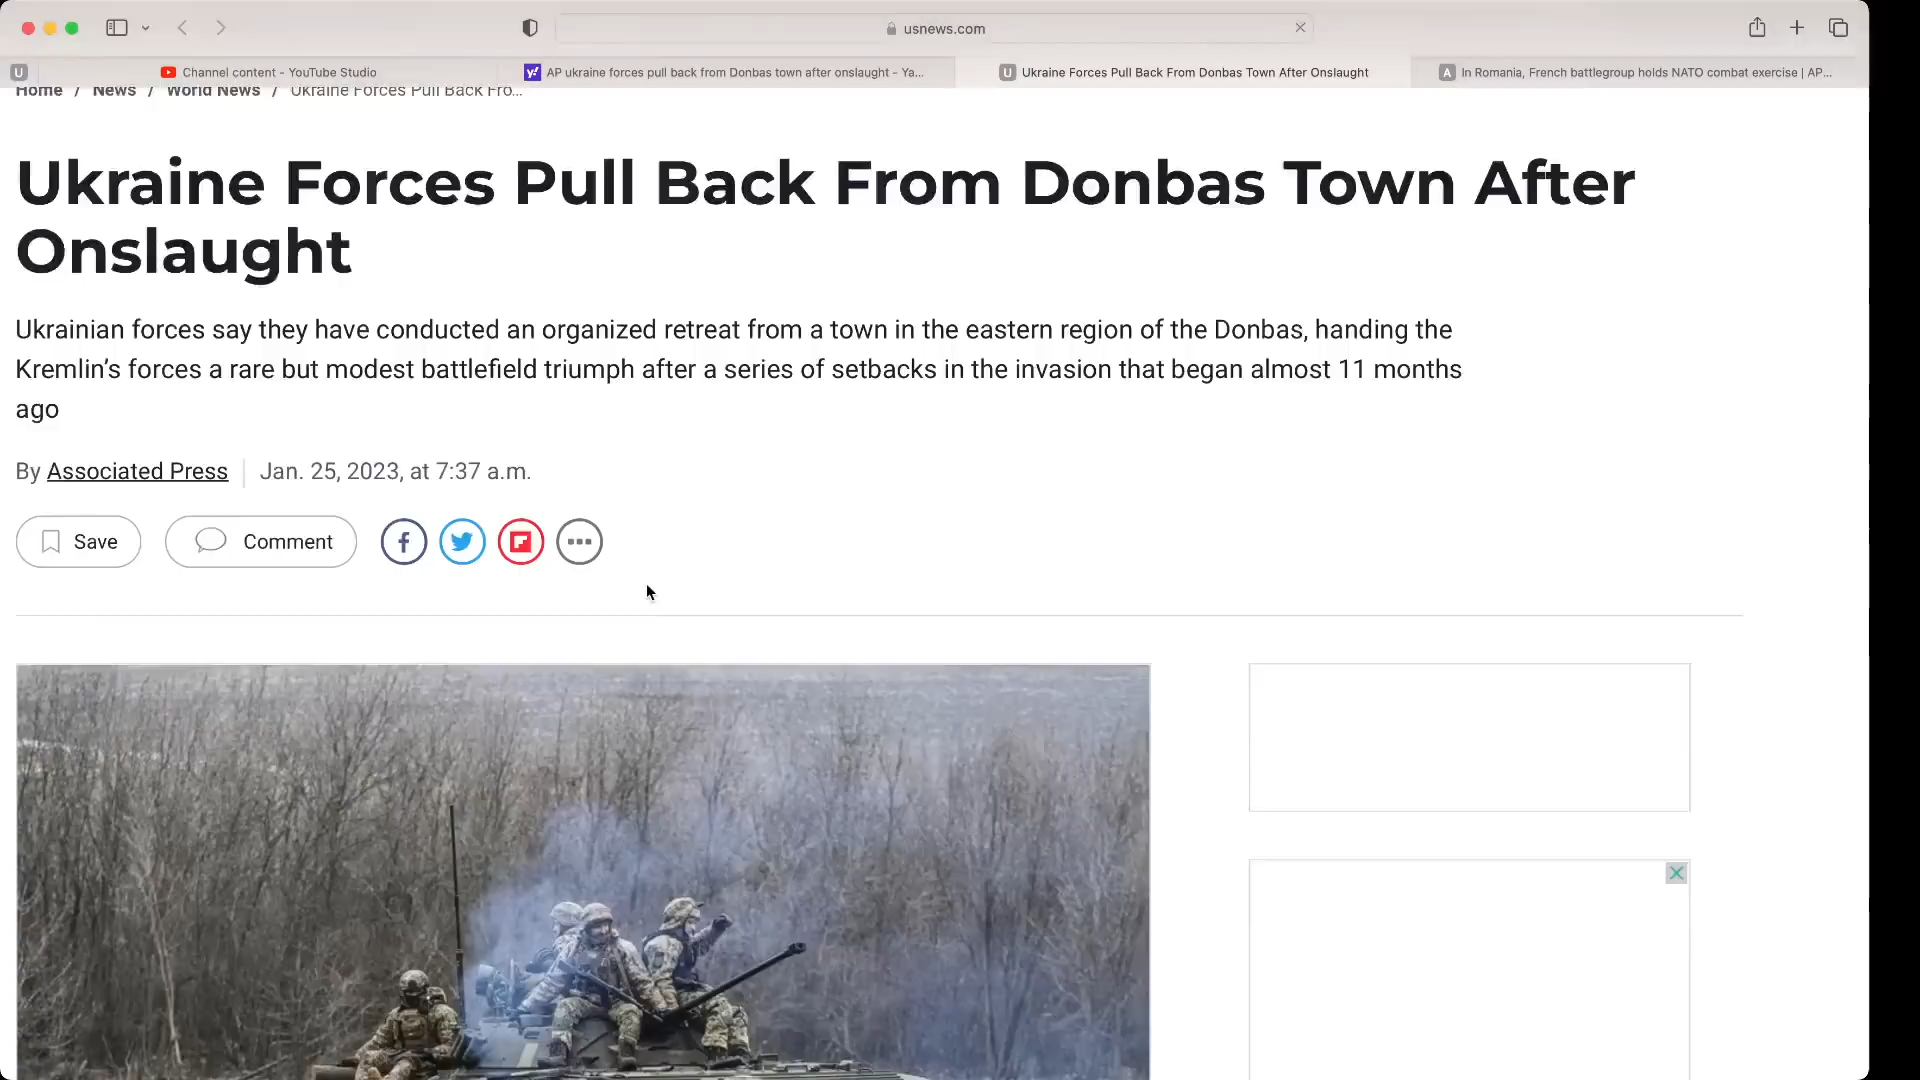 usnews.com
U
Channel content - YouTube Studio
AP ukraine forces pull back from Donbas town after onslaught - Ya...
U Ukraine Forces Pull Back From Donbas Town After Onslaught
A In Romania, French battlegroup holds NATO combat exercise | AP...
Home / News / World News / Ukraine Forces Pull Back Fro...
Ukraine Forces Pull Back From Donbas Town After
Onslaught
Ukrainian forces say they have conducted an organized retreat from a town in the eastern region of the Donbas, handing the
Kremlin’s forces a rare but modest battlefield triumph after a series of setbacks in the invasion that began almost 11 months
ago
By Associated Press | Jan. 25, 2023, at 7:37 a.m.
Save
Comment